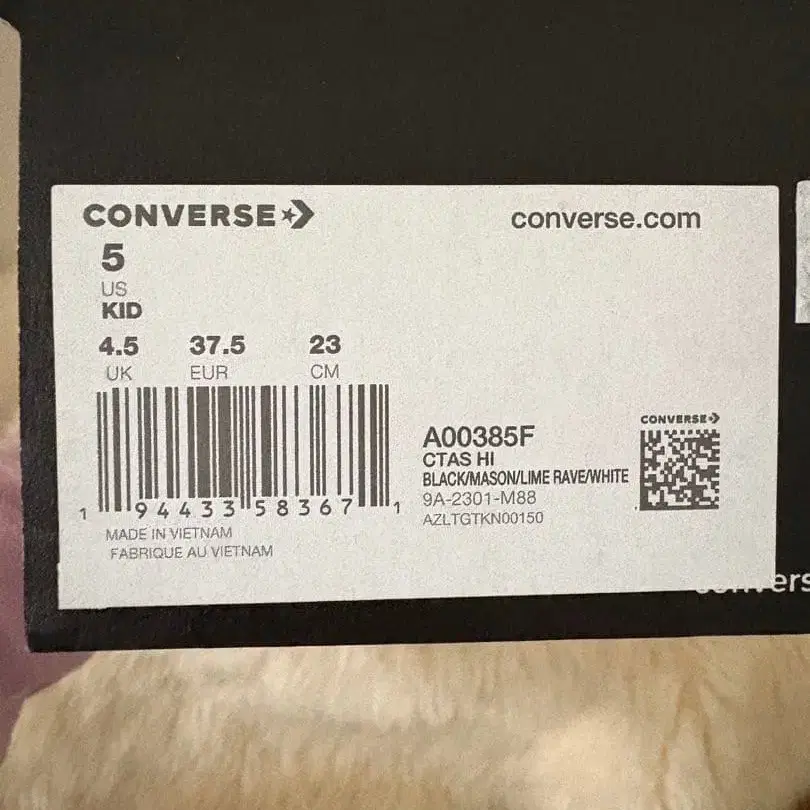 CONVERSE
converse.com
5
US
KID
4.5 37.5 23
UK EUR CM
1 94433 58367 1
MADE IN VIETNAM
FABRIQUE AU VIETNAM
A00385F
CTAS HI
BLACK/MASON/LIME RAVE/WHITE
9A-2301-M88
AZLTGTKN00150
CONVERSE